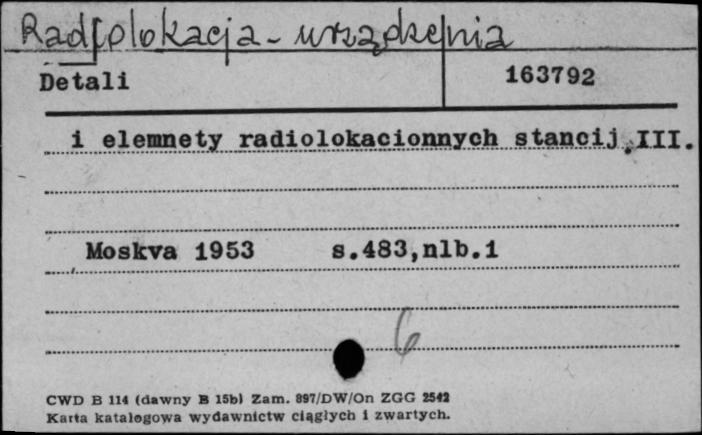 Radiolokacja - urządzenia
Detali 163792
i elemnety radiolokacionnych stancij.III.
Moskva 1953 s.483,nlb.1
6
CWD B 114 (dawny B 15b) Zam. 897/DW/On ZGG 2542
Karta katalogowa wydawnictw ciągłych i zwartych.